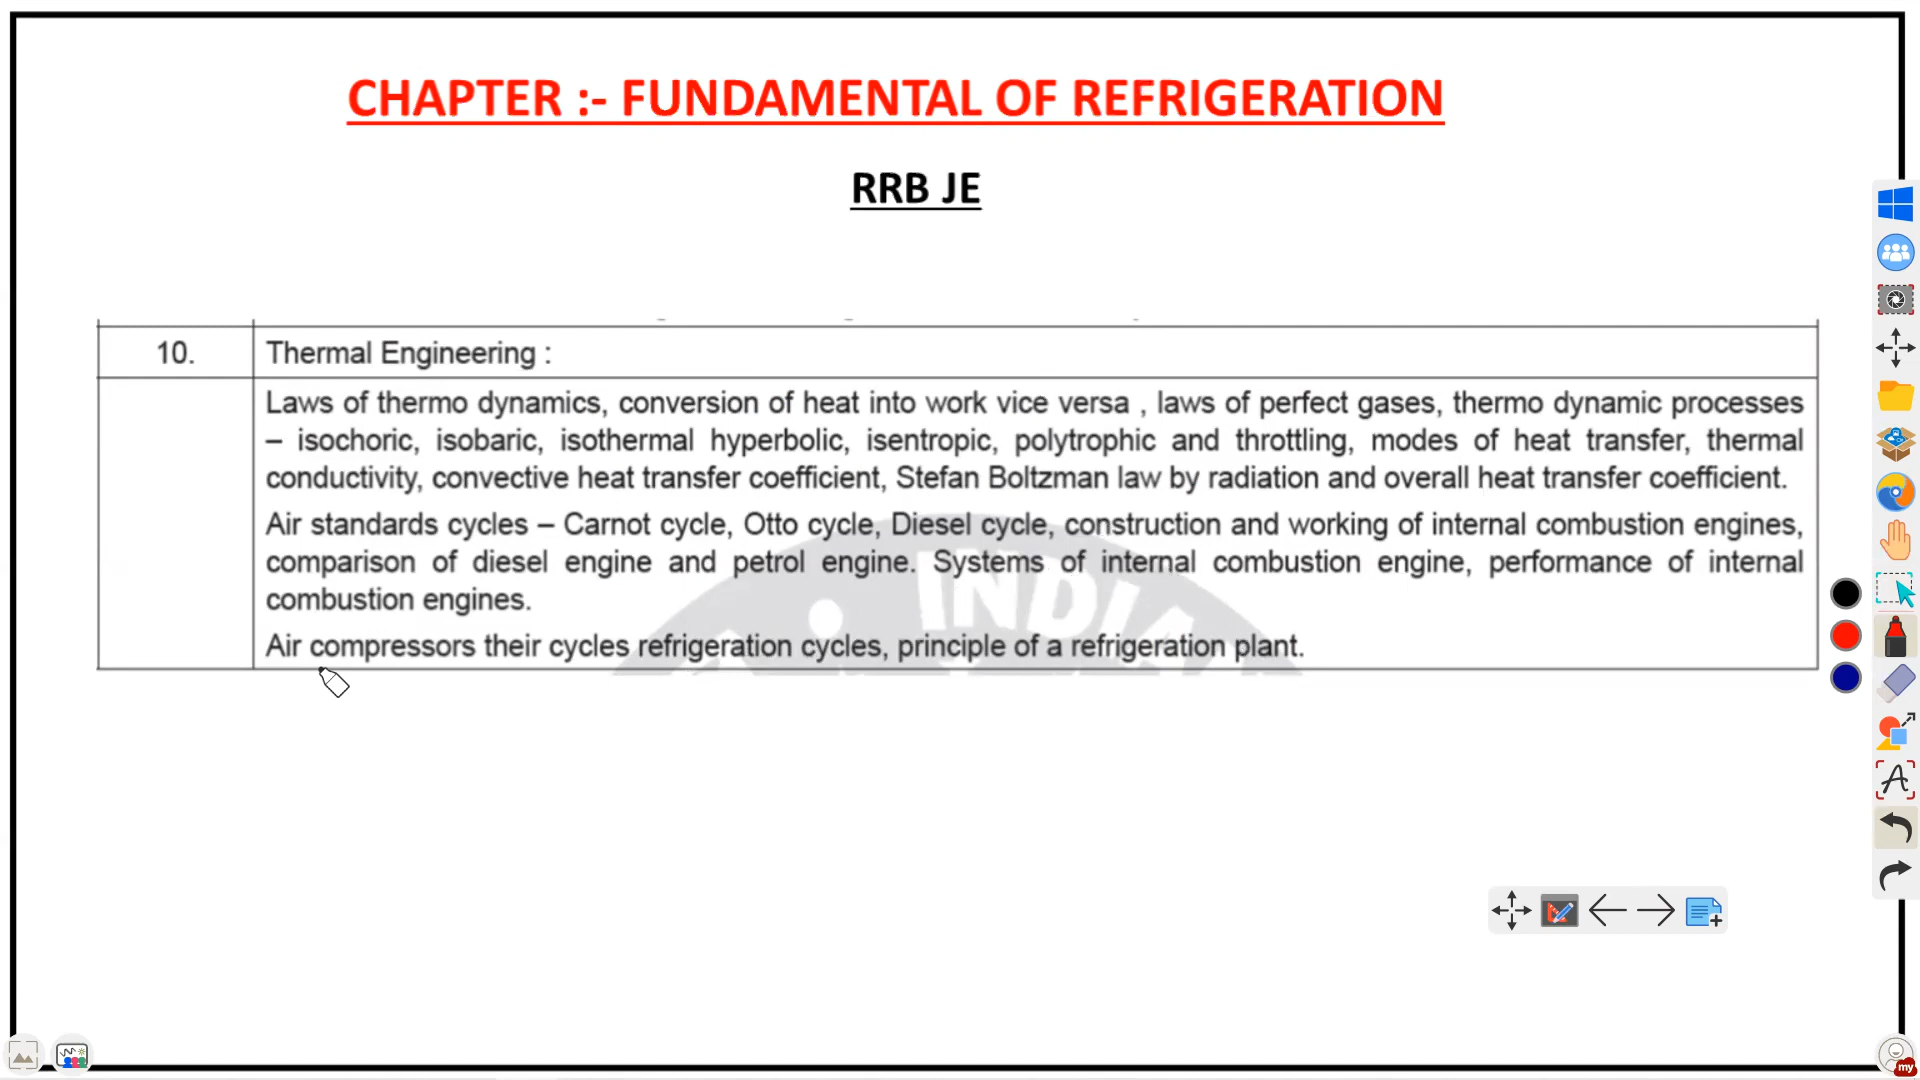 CHAPTER :- FUNDAMENTAL OF REFRIGERATION
RRB JE
10. Thermal Engineering :
Laws of thermo dynamics, conversion of heat into work vice versa , laws of perfect gases, thermo dynamic processes
– isochoric, isobaric, isothermal hyperbolic, isentropic, polytrophic and throttling, modes of heat transfer, thermal
conductivity, convective heat transfer coefficient, Stefan Boltzman law by radiation and overall heat transfer coefficient.
Air standards cycles – Carnot cycle, Otto cycle, Diesel cycle, construction and working of internal combustion engines,
comparison of diesel engine and petrol engine. Systems of internal combustion engine, performance of internal
combustion engines.
INDIA
Air compressors their cycles refrigeration cycles, principle of a refrigeration plant.
my